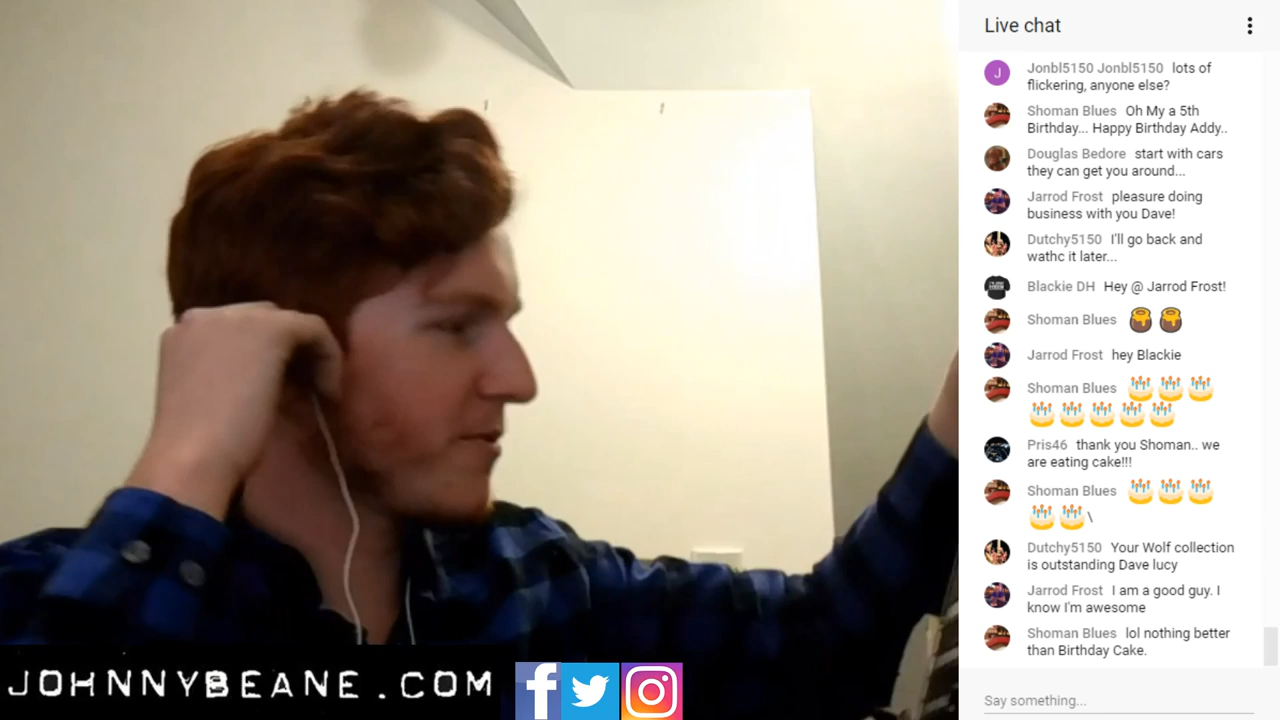 Live chat
J
Jonbl5150 Jonbl5150 lots of
flickering, anyone else?
Shoman Blues Oh My a 5th
Birthday... Happy Birthday Addy..
Douglas Bedore start with cars
they can get you around...
Jarrod Frost pleasure doing
business with you Dave!
Dutchy5150 I'll go back and
wathc it later...
Blackie DH Hey @ Jarrod Frost!
Shoman Blues
Jarrod Frost hey Blackie
Shoman Blues
Pris46 thank you Shoman.. we
are eating cake!!!
Shoman Blues
\
Dutchy5150 Your Wolf collection
is outstanding Dave lucy
Jarrod Frost I am a good guy. I
know I'm awesome
Shoman Blues lol nothing better
than Birthday Cake.
Say something...
JOHNNYBEANE.COM